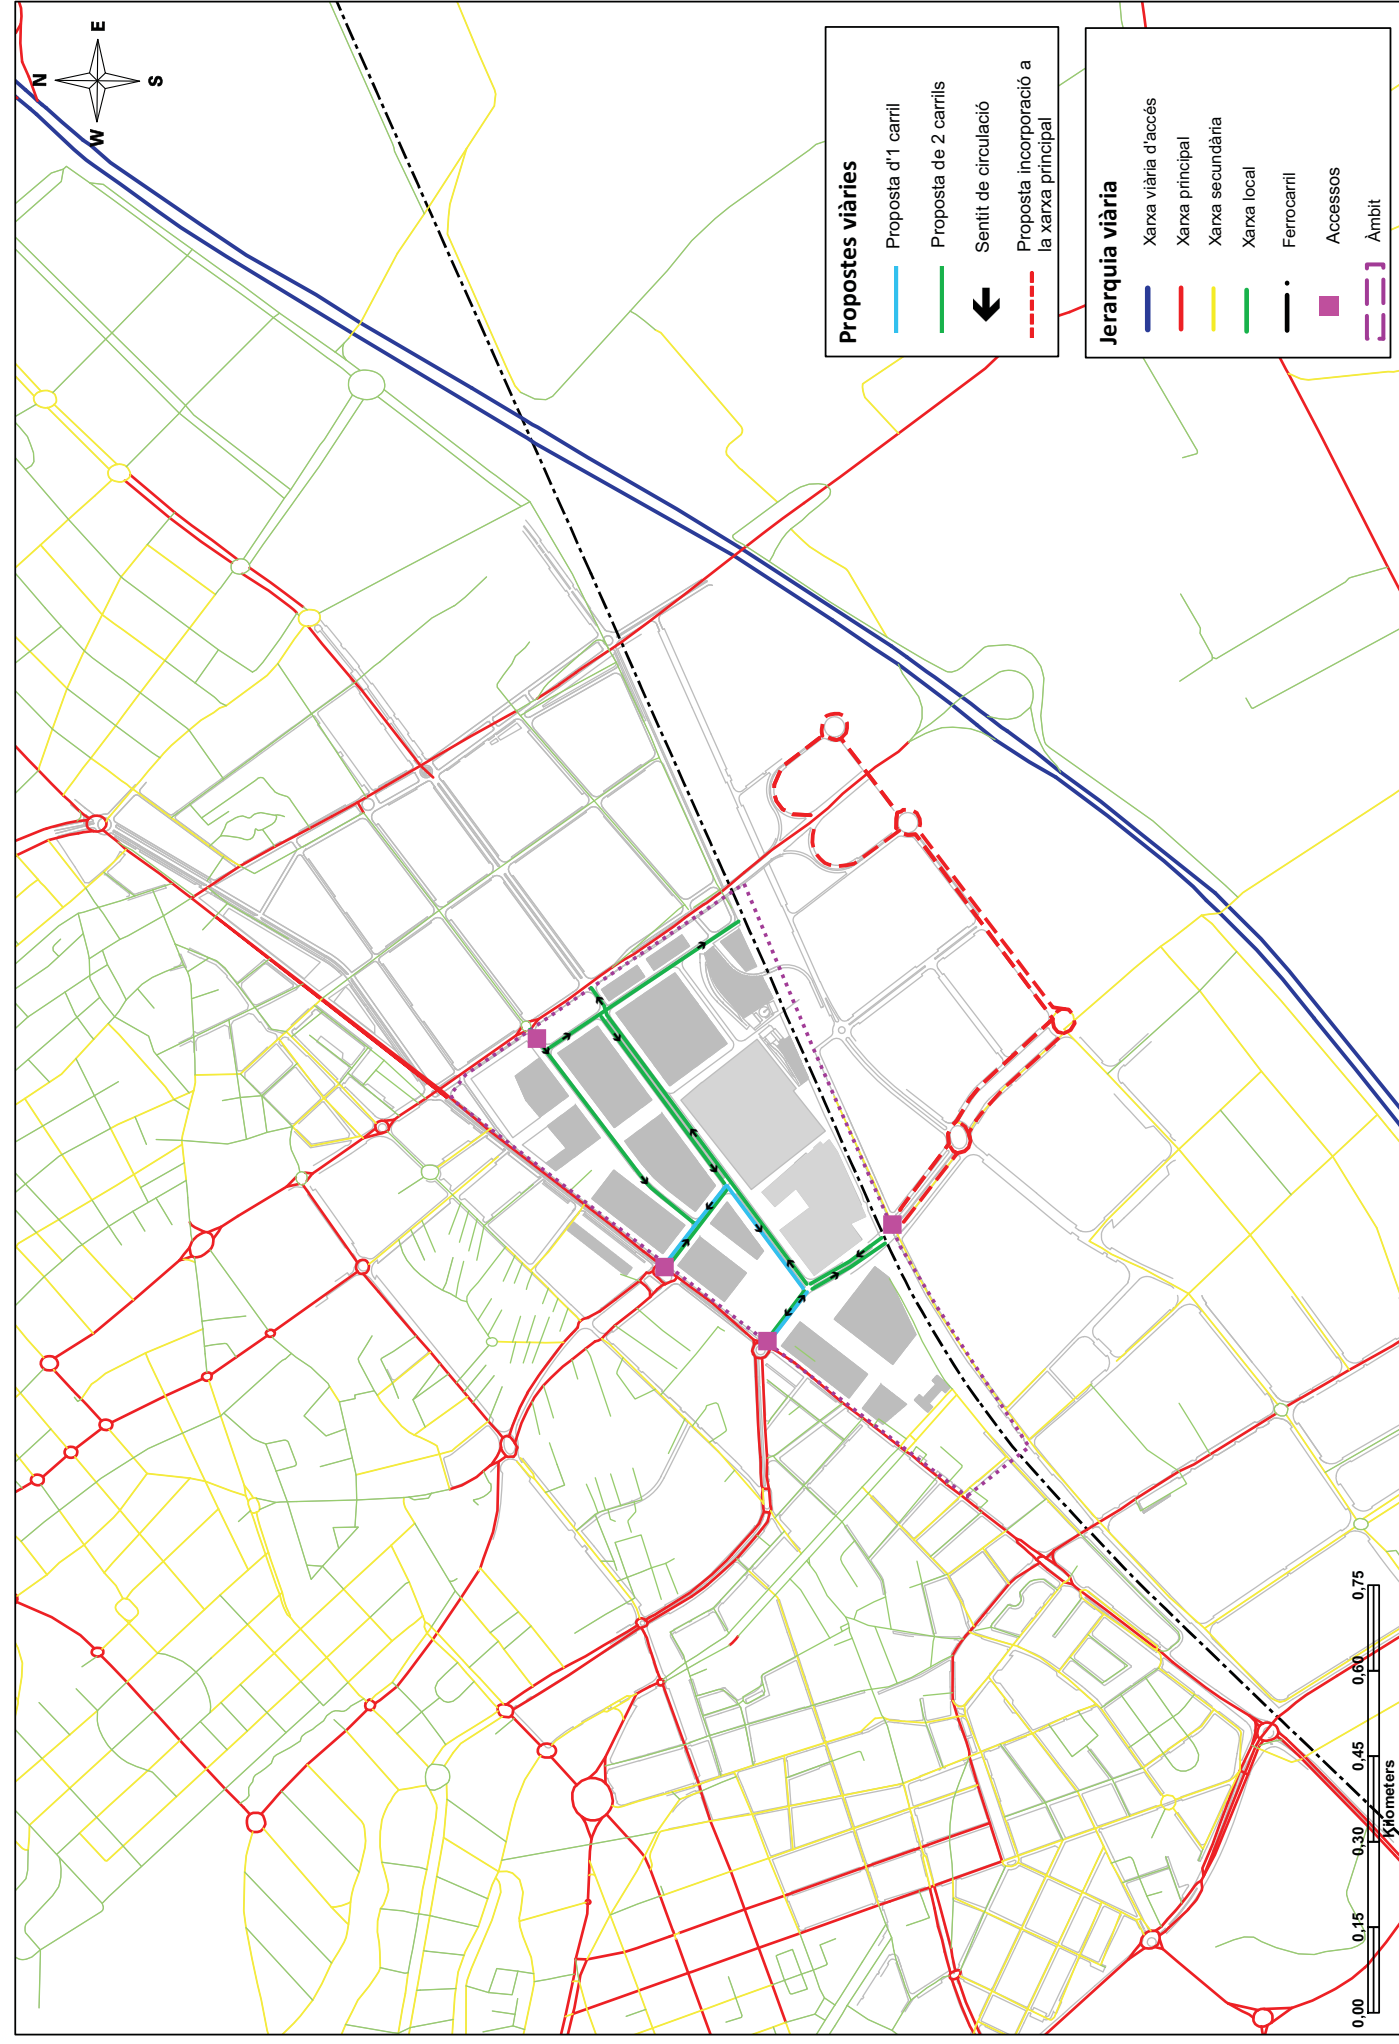 N
E
S
W
Propostes viàries
Proposta d'1 carril
Proposta de 2 carrils
Sentit de circulació
Proposta incorporació a
la xarxa principal
Jerarquia viària
Xarxa viària d'accés
Xarxa principal
Xarxa secundària
Xarxa local
Ferrocarril
Accessos
Àmbit
0,00 0,15 0,30 0,45 0,60 0,75
Kilometers